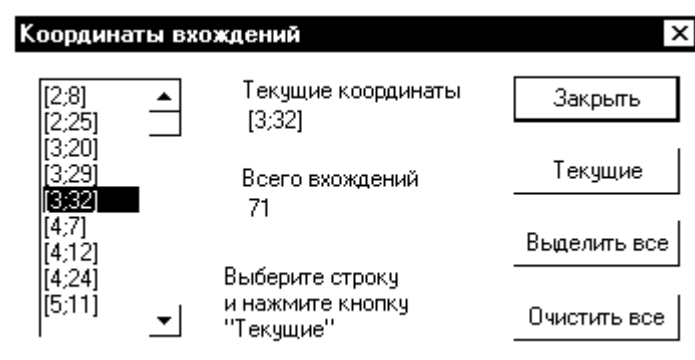 Координаты вхождений
[2;8]
[2;25]
[3;20]
[3;29]
[3;32]
[4;7]
[4;12]
[4;24]
[5;11]
Текущие координаты
[3;32]
Всего вхождений
71
Выберите строку
и нажмите кнопку
"Текущие"
Закрыть
Текущие
Выделить все
Очистить все